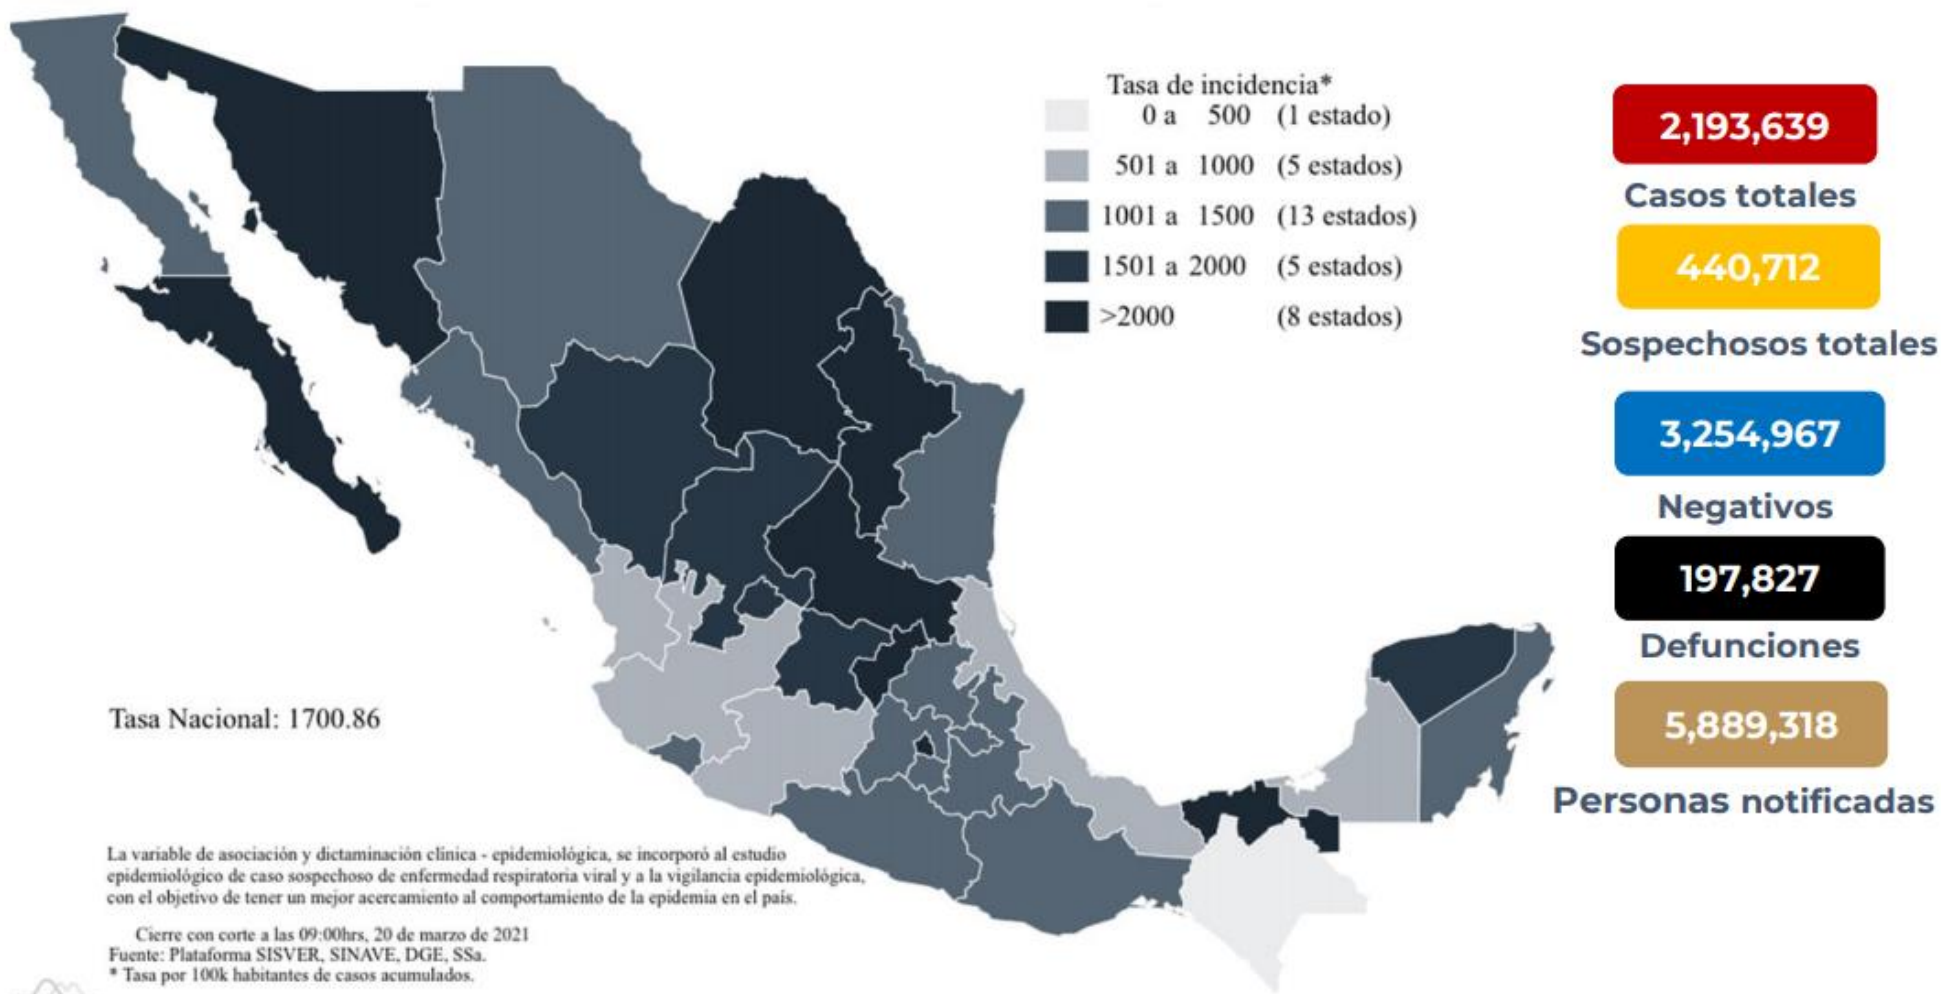 Tasa de incidencia*
0 a 500 (1 estado)
501 a 1000 (5 estados)
1001 a 1500 (13 estados)
1501 a 2000 (5 estados)
>2000 (8 estados)
2,193,639
Casos totales
440,712
Sospechosos totales
3,254,967
Negativos
197,827
Defunciones
5,889,318
Personas notificadas
Tasa Nacional: 1700.86
La variable de asociación y dictaminación clínica - epidemiológica, se incorporó al estudio
epidemiológico de caso sospechoso de enfermedad respiratoria viral y a la vigilancia epidemiológica,
con el objetivo de tener un mejor acercamiento al comportamiento de la epidemia en el país.
Cierre con corte a las 09:00hrs, 20 de marzo de 2021
Fuente: Plataforma SISVER, SINAVE, DGE, SSa.
* Tasa por 100k habitantes de casos acumulados.